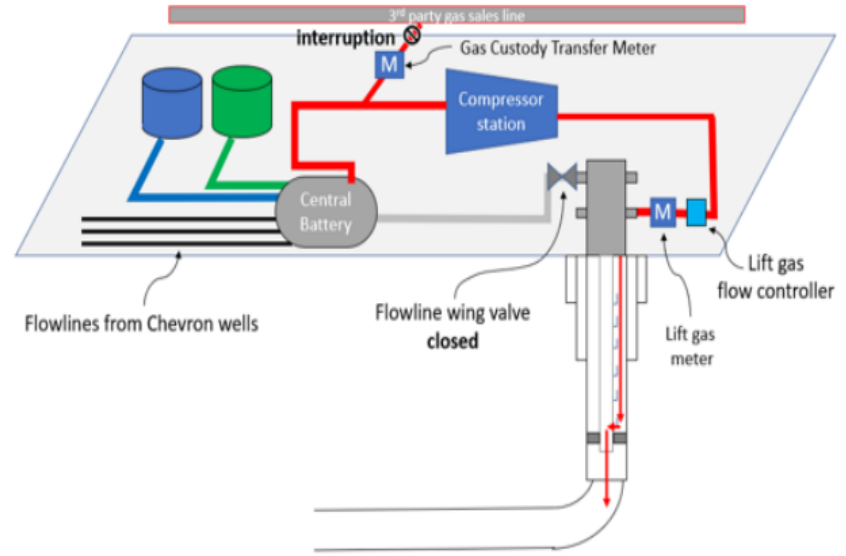 3rd party gas sales line
interruption
M
Gas Custody Transfer Meter
Compressor
station
Central
Battery
M
Flowlines from Chevron wells
Flowline wing valve
closed
Lift gas
meter
Lift gas
flow controller